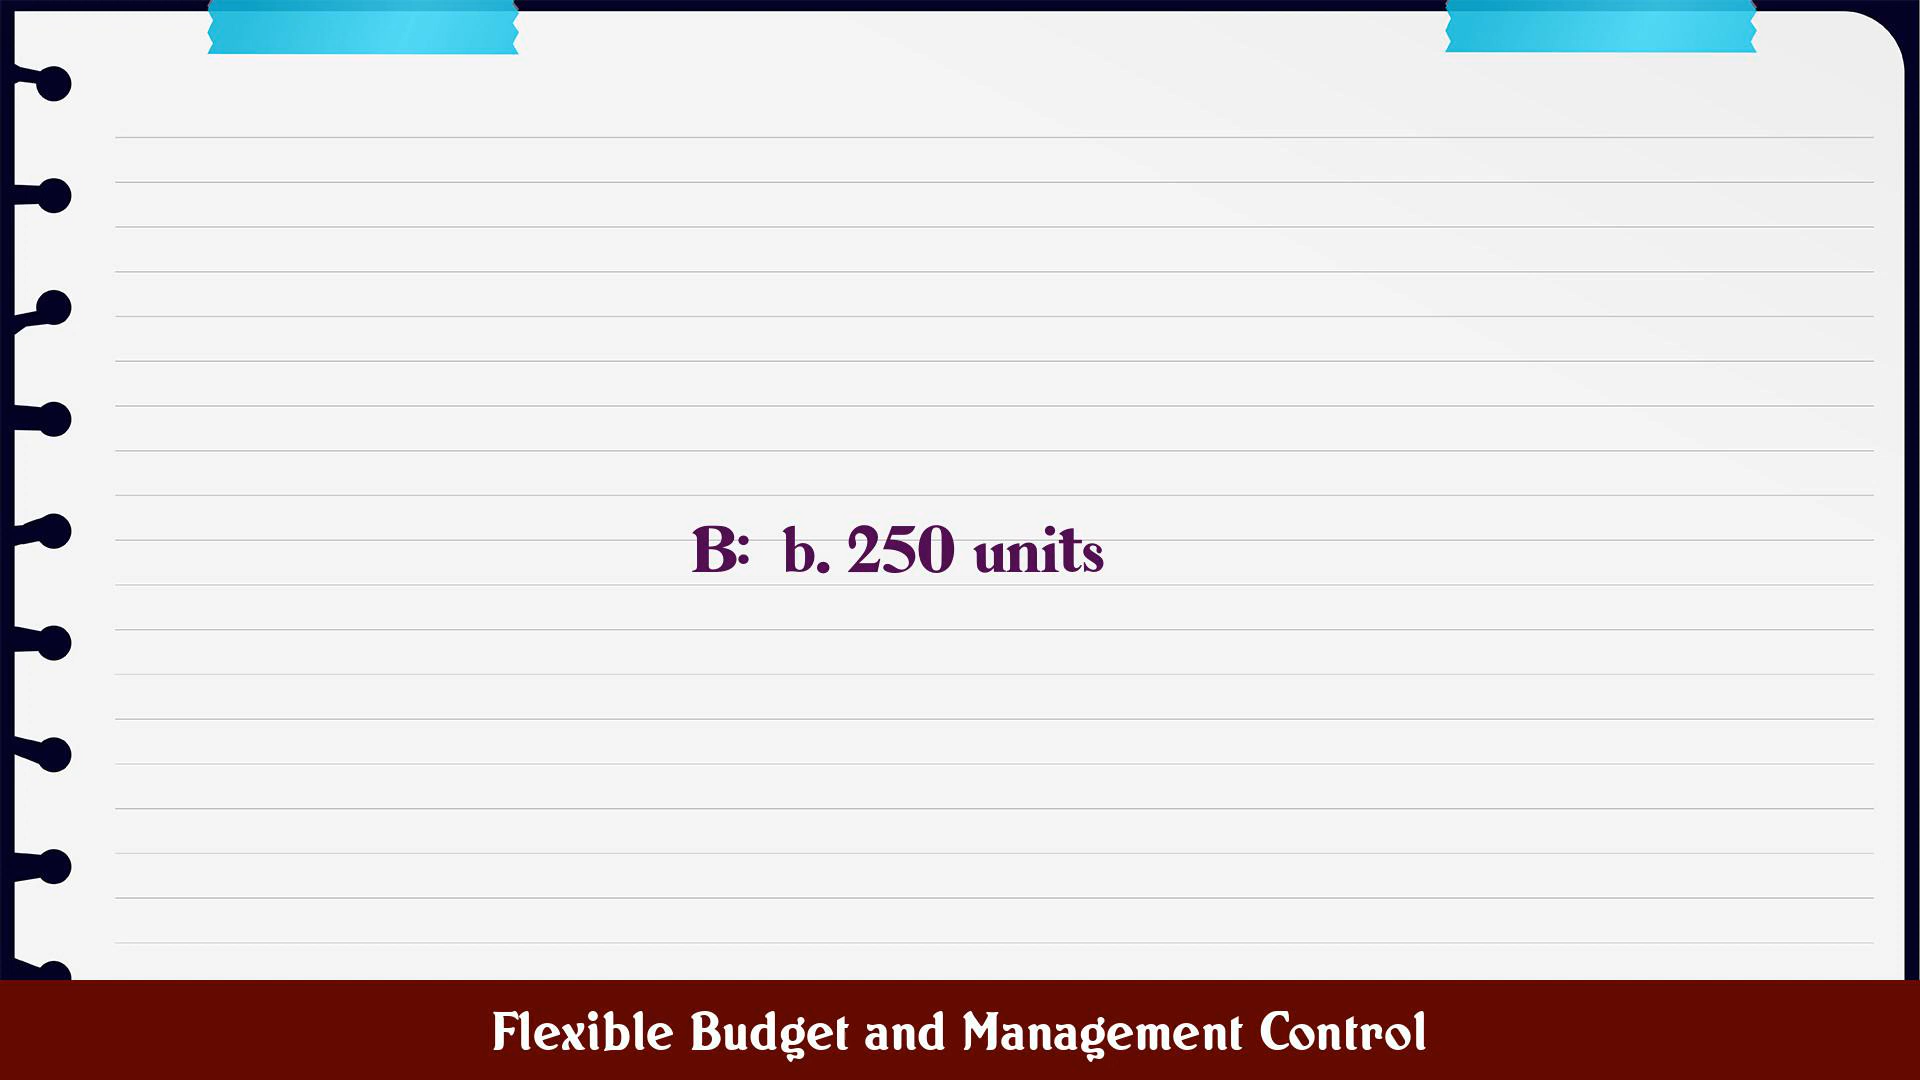 B:  b. 250 units
Flexible Budget and Management Control